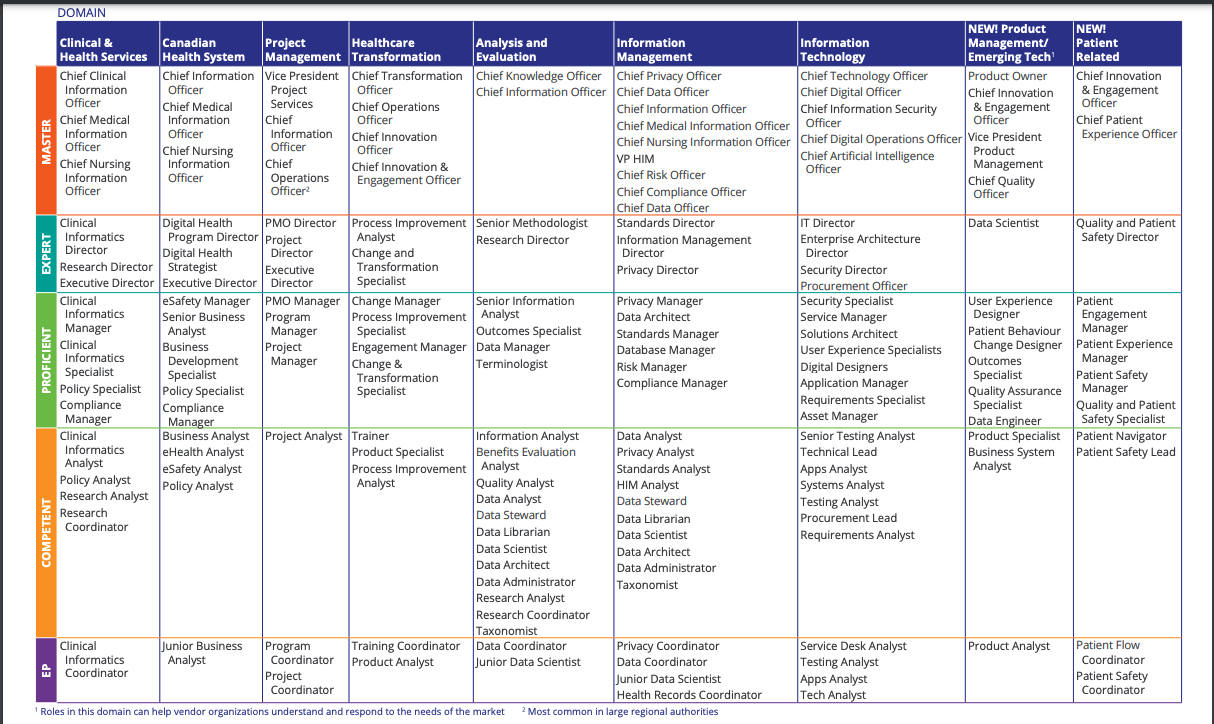 DOMAIN
Clinical &
Health Services
Canadian
Health System
Project
Management
Healthcare
Transformation
Analysis and
Evaluation
Information
Management
Information
Technology
NEW! Product
Management/
Emerging Tech¹
NEW!
Patient
Related
MASTER
Chief Clinical
Information
Officer
Chief Medical
Information
Officer
Chief Nursing
Information
Officer
Chief Information
Officer
Chief Medical
Information
Officer
Chief Nursing
Information
Officer
Vice President
Project
Services
Chief
Information
Officer
Chief
Operations
Officer²
Chief Transformation
Officer
Chief Operations
Officer
Chief Innovation
Officer
Chief Innovation &
Engagement Officer
Chief Knowledge Officer
Chief Information Officer
Chief Privacy Officer
Chief Data Officer
Chief Information Officer
Chief Medical Information Officer
Chief Nursing Information Officer
VP HIM
Chief Risk Officer
Chief Compliance Officer
Chief Data Officer
Chief Technology Officer
Chief Digital Officer
Chief Information Security
Officer
Chief Digital Operations Officer
Chief Artificial Intelligence
Officer
Product Owner
Chief Innovation
& Engagement
Officer
Vice President
Product
Management
Chief Quality
Officer
Chief Innovation
& Engagement
Officer
Chief Patient
Experience Officer
EXPERT
Clinical
Informatics
Director
Research Director
Executive Director
Digital Health
Program Director
Digital Health
Strategist
Executive Director
PMO Director
Project
Director
Executive
Director
Process Improvement
Analyst
Change and
Transformation
Specialist
Senior Methodologist
Research Director
Standards Director
Information Management
Director
Privacy Director
IT Director
Enterprise Architecture
Director
Security Director
Procurement Officer
Data Scientist
Quality and Patient
Safety Director
PROFICIENT
Clinical
Informatics
Manager
Clinical
Informatics
Specialist
Policy Specialist
Compliance
Manager
eSafety Manager
Senior Business
Analyst
Business
Development
Specialist
Policy Specialist
Compliance
Manager
PMO Manager
Program
Manager
Project
Manager
Change Manager
Process Improvement
Specialist
Engagement Manager
Change &
Transformation
Specialist
Senior Information
Analyst
Outcomes Specialist
Data Manager
Terminologist
Privacy Manager
Data Architect
Standards Manager
Database Manager
Risk Manager
Compliance Manager
Security Specialist
Service Manager
Solutions Architect
User Experience Specialists
Digital Designers
Application Manager
Requirements Specialist
Asset Manager
User Experience
Designer
Patient Behaviour
Change Designer
Outcomes
Specialist
Quality Assurance
Specialist
Data Engineer
Patient
Engagement
Manager
Patient Experience
Manager
Patient Safety
Manager
Quality and Patient
Safety Specialist
COMPETENT
Clinical
Informatics
Analyst
Policy Analyst
Research Analyst
Research
Coordinator
Business Analyst
eHealth Analyst
eSafety Analyst
Policy Analyst
Project Analyst
Trainer
Product Specialist
Process Improvement
Analyst
Information Analyst
Benefits Evaluation
Analyst
Quality Analyst
Data Analyst
Data Steward
Data Librarian
Data Scientist
Data Architect
Data Administrator
Research Analyst
Research Coordinator
Taxonomist
Data Analyst
Privacy Analyst
Standards Analyst
HIM Analyst
Data Steward
Data Librarian
Data Scientist
Data Architect
Data Administrator
Taxonomist
Senior Testing Analyst
Technical Lead
Apps Analyst
Systems Analyst
Testing Analyst
Procurement Lead
Requirements Analyst
Product Specialist
Business System
Analyst
Patient Navigator
Patient Safety Lead
EP
Clinical
Informatics
Coordinator
Junior Business
Analyst
Program
Coordinator
Project
Coordinator
Training Coordinator
Product Analyst
Data Coordinator
Junior Data Scientist
Privacy Coordinator
Data Coordinator
Junior Data Scientist
Health Records Coordinator
Service Desk Analyst
Testing Analyst
Apps Analyst
Tech Analyst
Product Analyst
Patient Flow
Coordinator
Patient Safety
Coordinator
¹ Roles in this domain can help vendor organizations understand and respond to the needs of the market
² Most common in large regional authorities